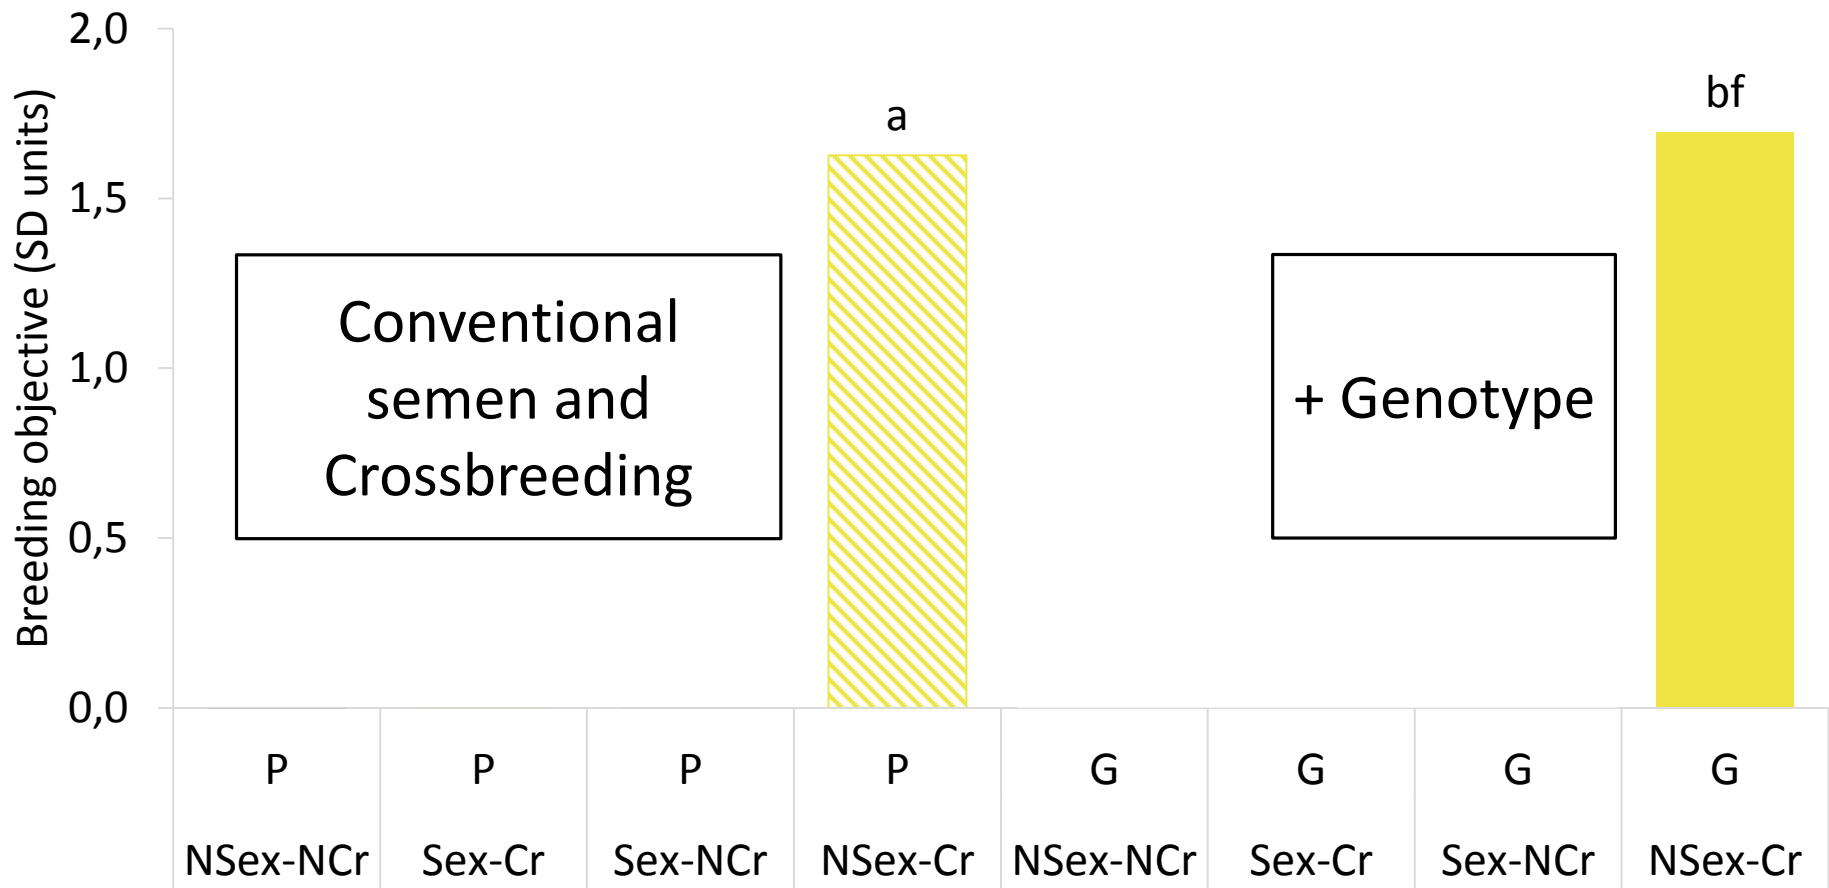 Breeding objective (SD units)
2,0
1,5
1,0
0,5
0,0
a
bf
Conventional
semen and
Crossbreeding
+ Genotype
P P P P G G G G
NSex-NCr Sex-Cr Sex-NCr NSex-Cr NSex-NCr Sex-Cr Sex-NCr NSex-Cr